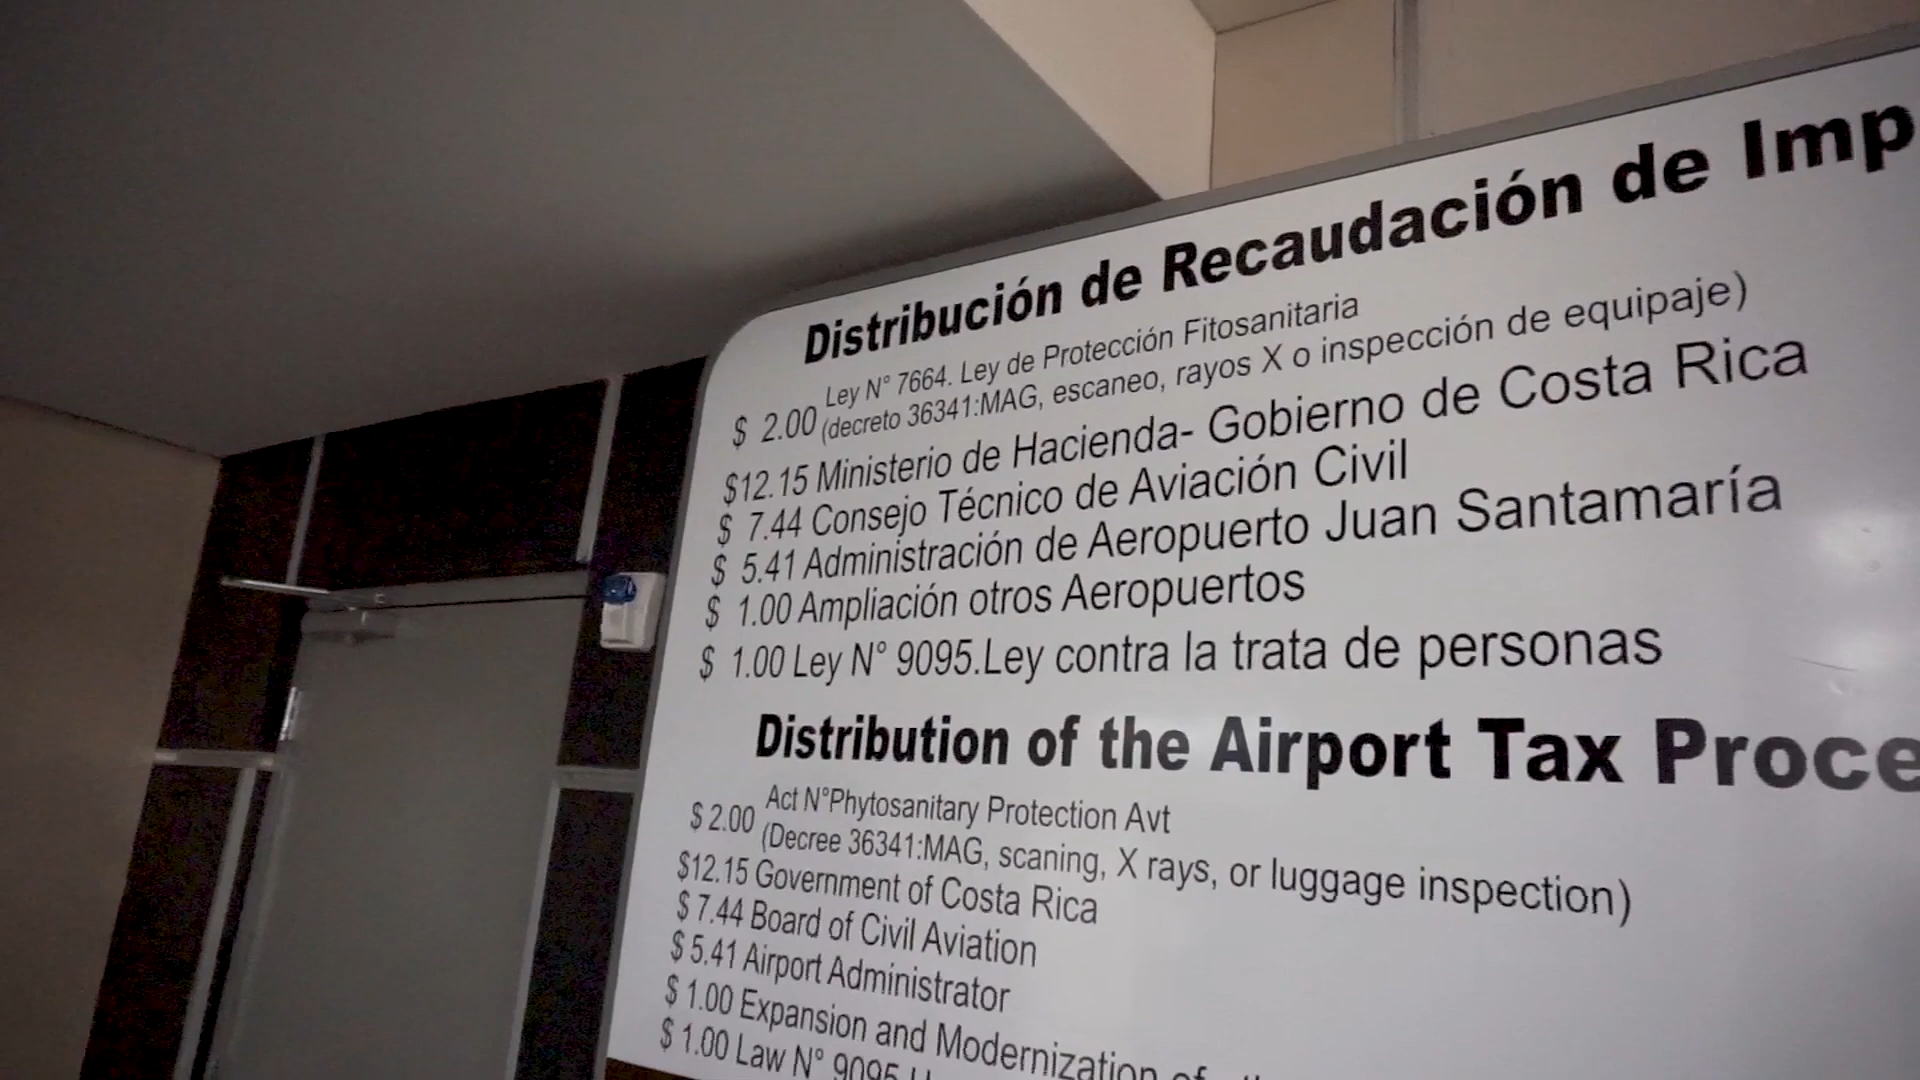 Distribución de Recaudación de Imp
Ley N° 7664. Ley de Protección Fitosanitaria
$ 2.00 (decreto 36341:MAG, escaneo, rayos X o inspección de equipaje)
$12.15 Ministerio de Hacienda- Gobierno de Costa Rica
$ 7.44 Consejo Técnico de Aviación Civil
$ 5.41 Administración de Aeropuerto Juan Santamaría
$ 1.00 Ampliación otros Aeropuertos
$ 1.00 Ley N° 9095.Ley contra la trata de personas
Distribution of the Airport Tax Proce
Act N°Phytosanitary Protection Avt
$ 2.00 (Decree 36341:MAG, scaning, X rays, or luggage inspection)
$12.15 Government of Costa Rica
$ 7.44 Board of Civil Aviation
$ 5.41 Airport Administrator
$ 1.00 Expansion and Modernization of
$ 1.00 Law N° 9095